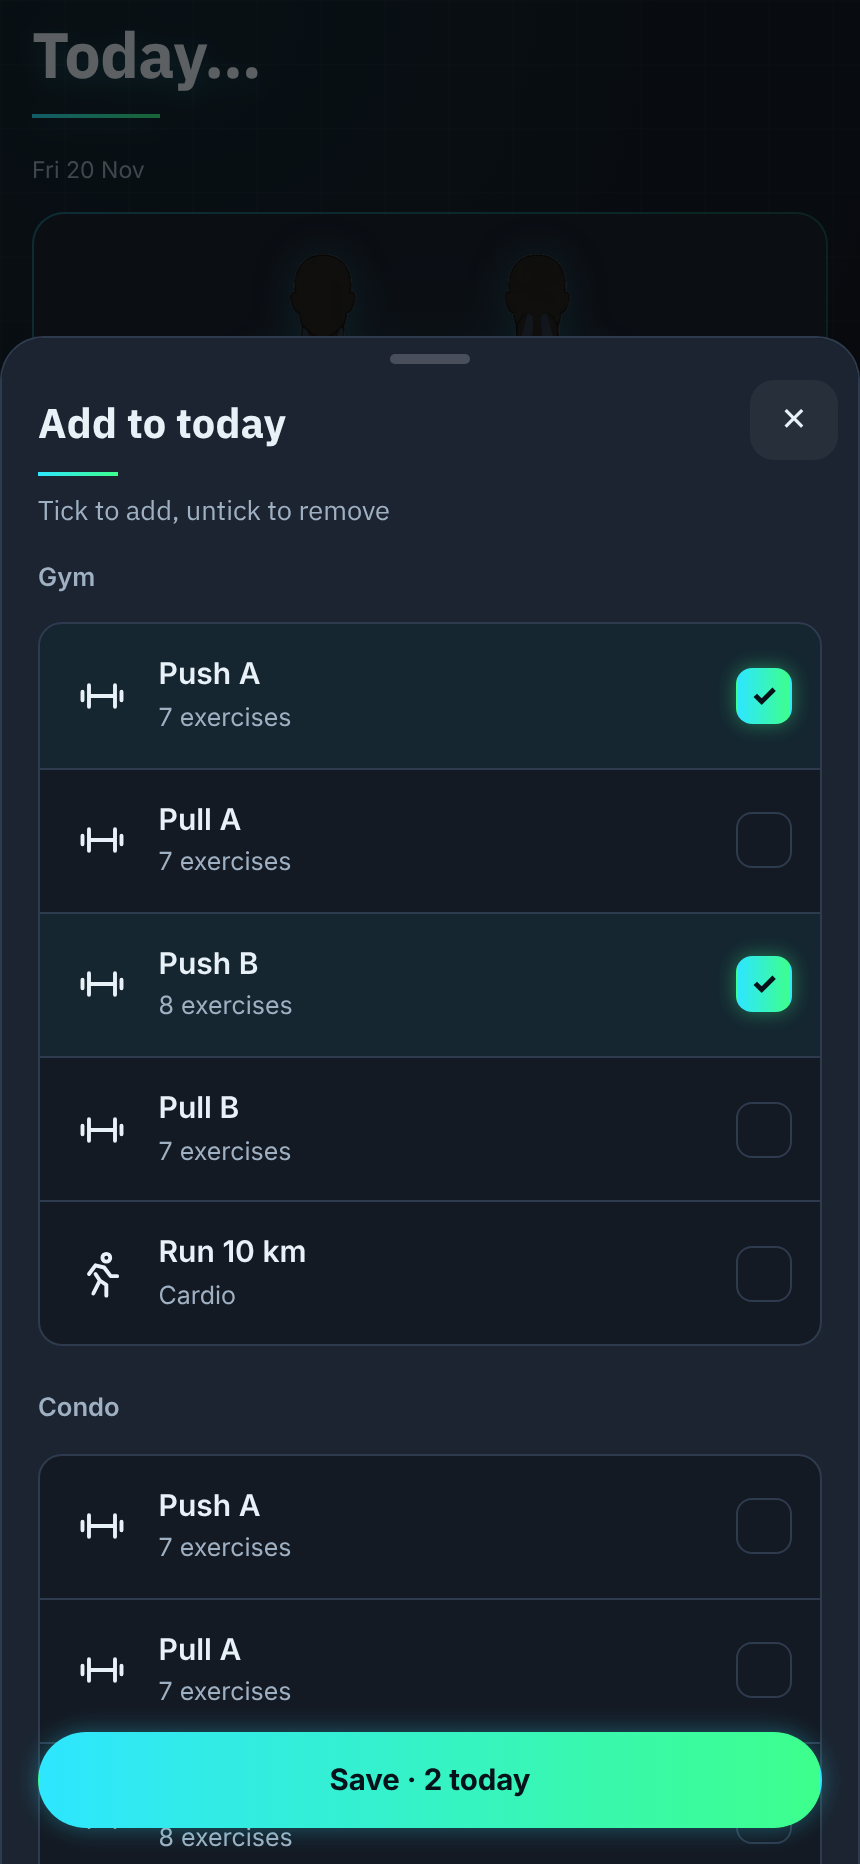 Today...
Fri 20 Nov
Add to today
Tick to add, untick to remove
Gym
Push A
7 exercises
Pull A
7 exercises
Push B
8 exercises
Pull B
7 exercises
Run 10 km
Cardio
Condo
Push A
7 exercises
Pull A
7 exercises
Save · 2 today
8 exercises